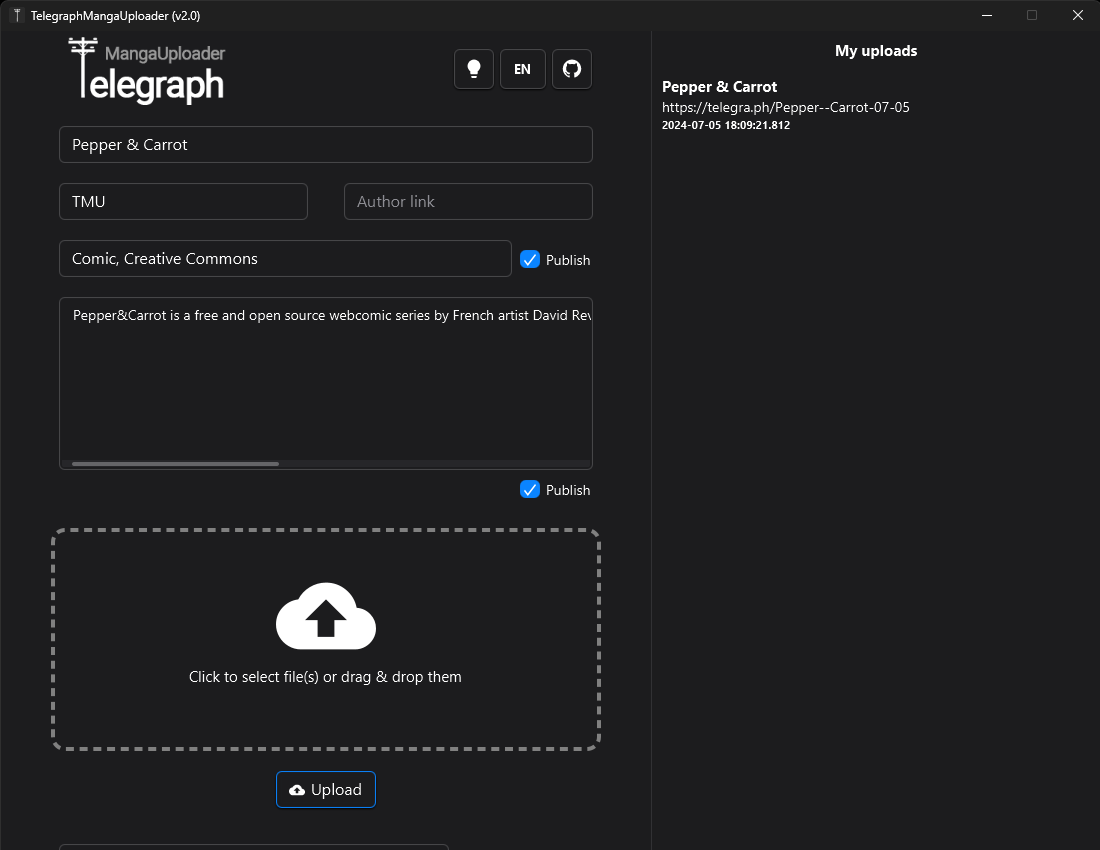 TelegraphMangaUploader (v2.0)
MangaUploader
Telegraph
EN
Pepper & Carrot
TMU
Author link
Comic, Creative Commons
Publish
Pepper&Carrot is a free and open source webcomic series by French artist David Rev
Publish
Click to select file(s) or drag & drop them
Upload
My uploads
Pepper & Carrot
https://telegra.ph/Pepper--Carrot-07-05
2024-07-05 18:09:21.812